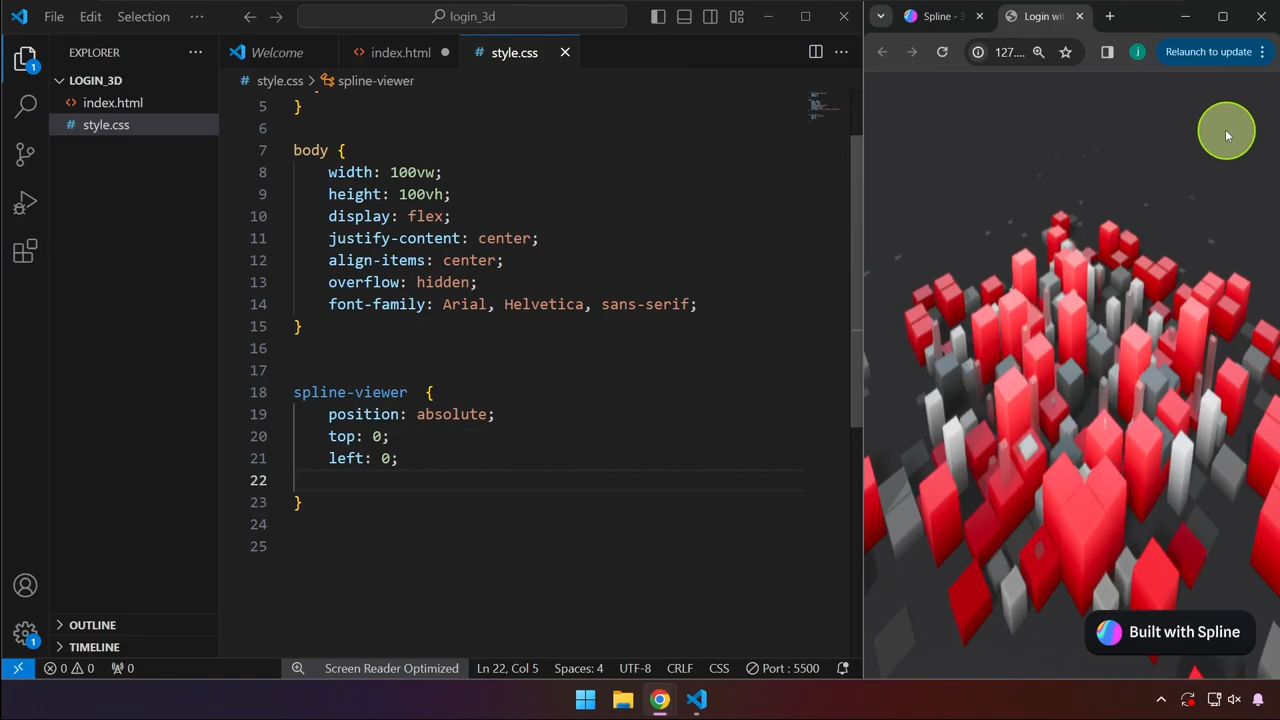 File Edit Selection ··· login_3d
Spline - 3 Login wit
127.... j Relaunch to update
EXPLORER ···
Welcome index.html style.css
style.css > spline-viewer
LOGIN_3D
index.html
style.css
5 }
6
7 body {
8 width: 100vw;
9 height: 100vh;
10 display: flex;
11 justify-content: center;
12 align-items: center;
13 overflow: hidden;
14 font-family: Arial, Helvetica, sans-serif;
15 }
16
17
18 spline-viewer {
19 position: absolute;
20 top: 0;
21 left: 0;
22
23 }
24
25
1
OUTLINE
1
TIMELINE
Built with Spline
0 0 0 Screen Reader Optimized Ln 22, Col 5 Spaces: 4 UTF-8 CRLF CSS Port : 5500